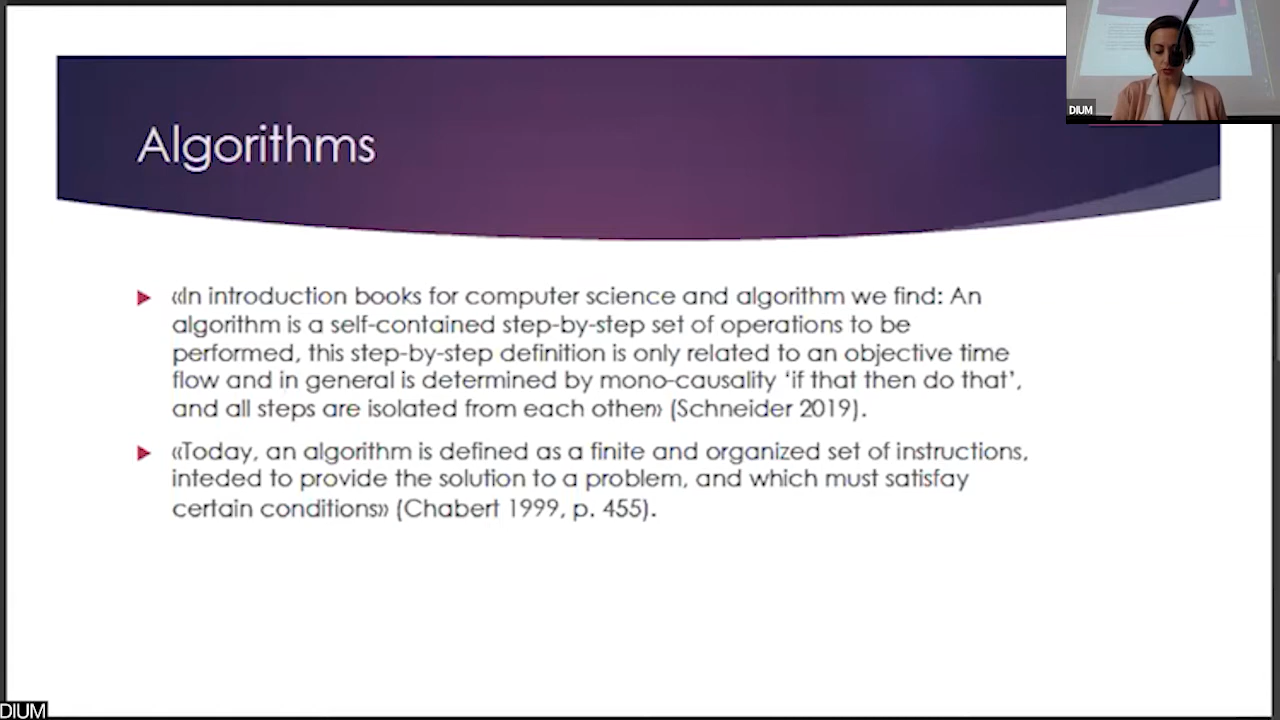 DIUM
Algorithms
«In introduction books for computer science and algorithm we find: An
algorithm is a self-contained step-by-step set of operations to be
performed, this step-by-step definition is only related to an objective time
flow and in general is determined by mono-causality ‘if that then do that’,
and all steps are isolated from each other» (Schneider 2019).
«Today, an algorithm is defined as a finite and organized set of instructions,
inteded to provide the solution to a problem, and which must satisfay
certain conditions» (Chabert 1999, p. 455).
DIUM